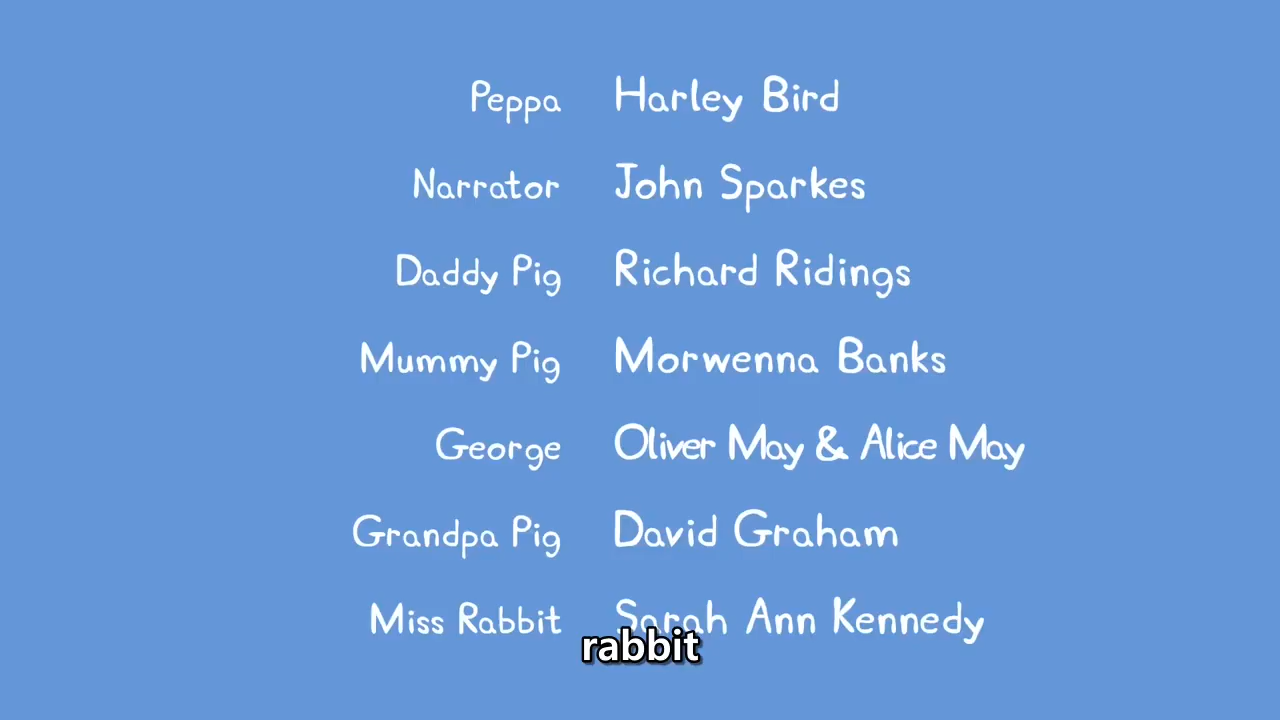 Peppa Harley Bird
Narrator John Sparkes
Daddy Pig Richard Ridings
Mummy Pig Morwenna Banks
George Oliver May & Alice May
Grandpa Pig David Graham
Miss Rabbit Sarah Ann Kennedy
rabbit